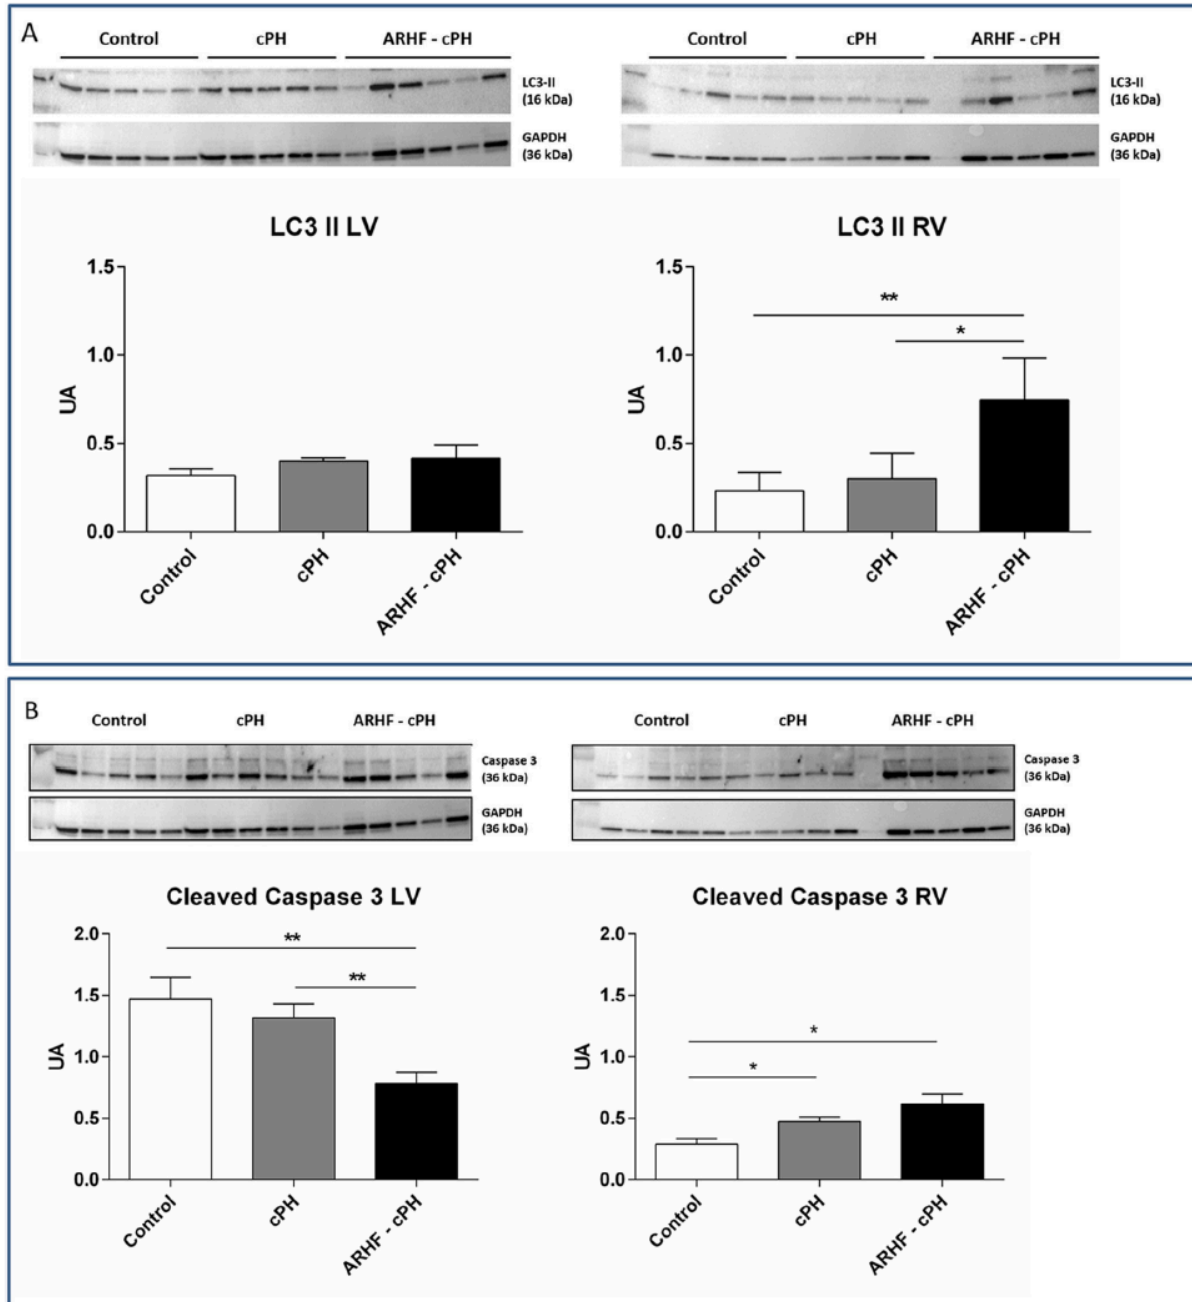 A
Control cPH ARHF - cPH
LC3-II
(16 kDa)
GAPDH
(36 kDa)
Control cPH ARHF - cPH
LC3-II
(16 kDa)
GAPDH
(36 kDa)
LC3 II LV
1.5
1.0
0.5
0.0
UA
Control
cPH
ARHF - cPH
LC3 II RV
1.5
1.0
0.5
0.0
UA
**
*
Control
cPH
ARHF - cPH
B
Control cPH ARHF - cPH
Caspase 3
(36 kDa)
GAPDH
(36 kDa)
Control cPH ARHF - cPH
Caspase 3
(36 kDa)
GAPDH
(36 kDa)
Cleaved Caspase 3 LV
2.0
1.5
1.0
0.5
0.0
UA
**
**
Control
cPH
ARHF - cPH
Cleaved Caspase 3 RV
2.0
1.5
1.0
0.5
0.0
UA
*
*
Control
cPH
ARHF - cPH